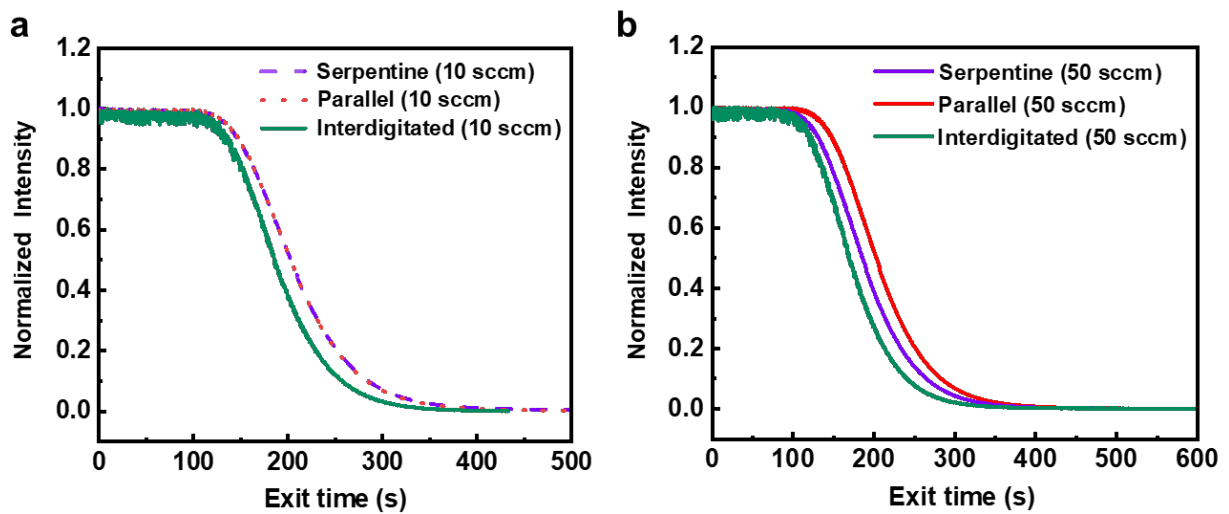 a
1.2
1.0
0.8
0.6
0.4
0.2
0.0
Normalized Intensity
Serpentine (10 sccm)
Parallel (10 sccm)
Interdigitated (10 sccm)
0 100 200 300 400 500
Exit time (s)
b
1.2
1.0
0.8
0.6
0.4
0.2
0.0
Normalized Intensity
Serpentine (50 sccm)
Parallel (50 sccm)
Interdigitated (50 sccm)
0 100 200 300 400 500 600
Exit time (s)